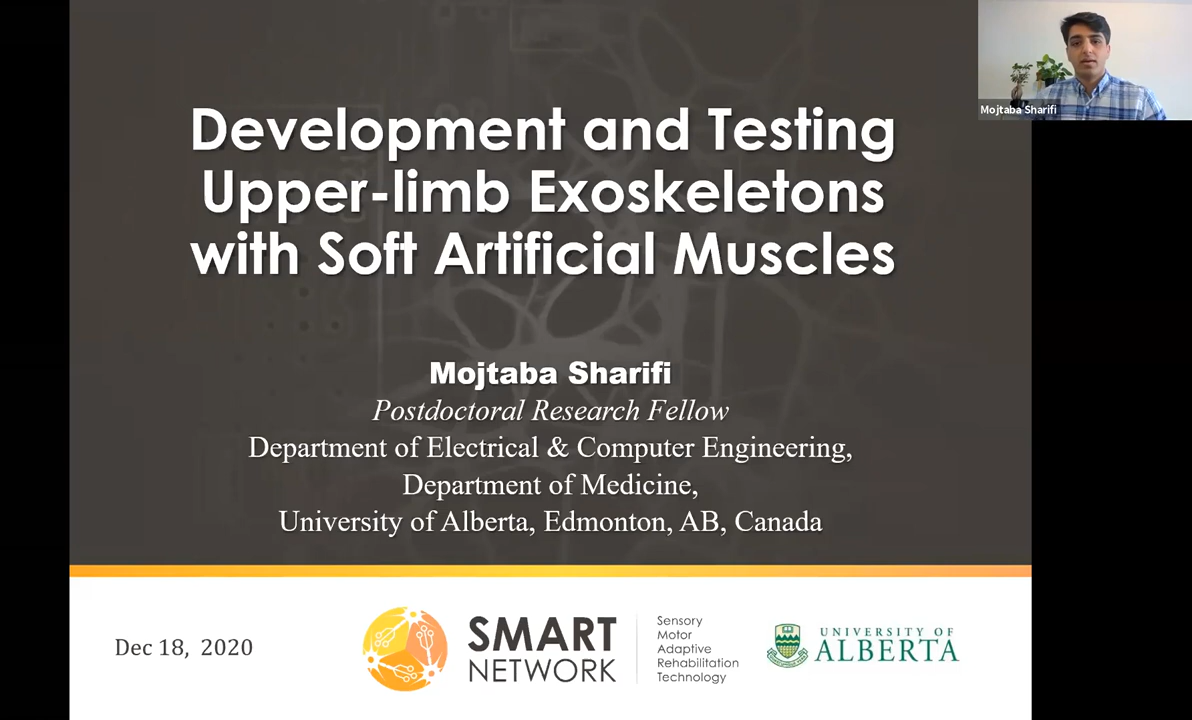 Development and Testing
Upper-limb Exoskeletons
with Soft Artificial Muscles
Mojtaba Sharifi
Postdoctoral Research Fellow
Department of Electrical & Computer Engineering,
Department of Medicine,
University of Alberta, Edmonton, AB, Canada
Dec 18, 2020
SMART
NETWORK
Sensory
Motor
Adaptive
Rehabilitation
Technology
UNIVERSITY OF
ALBERTA
Mojtaba Sharifi